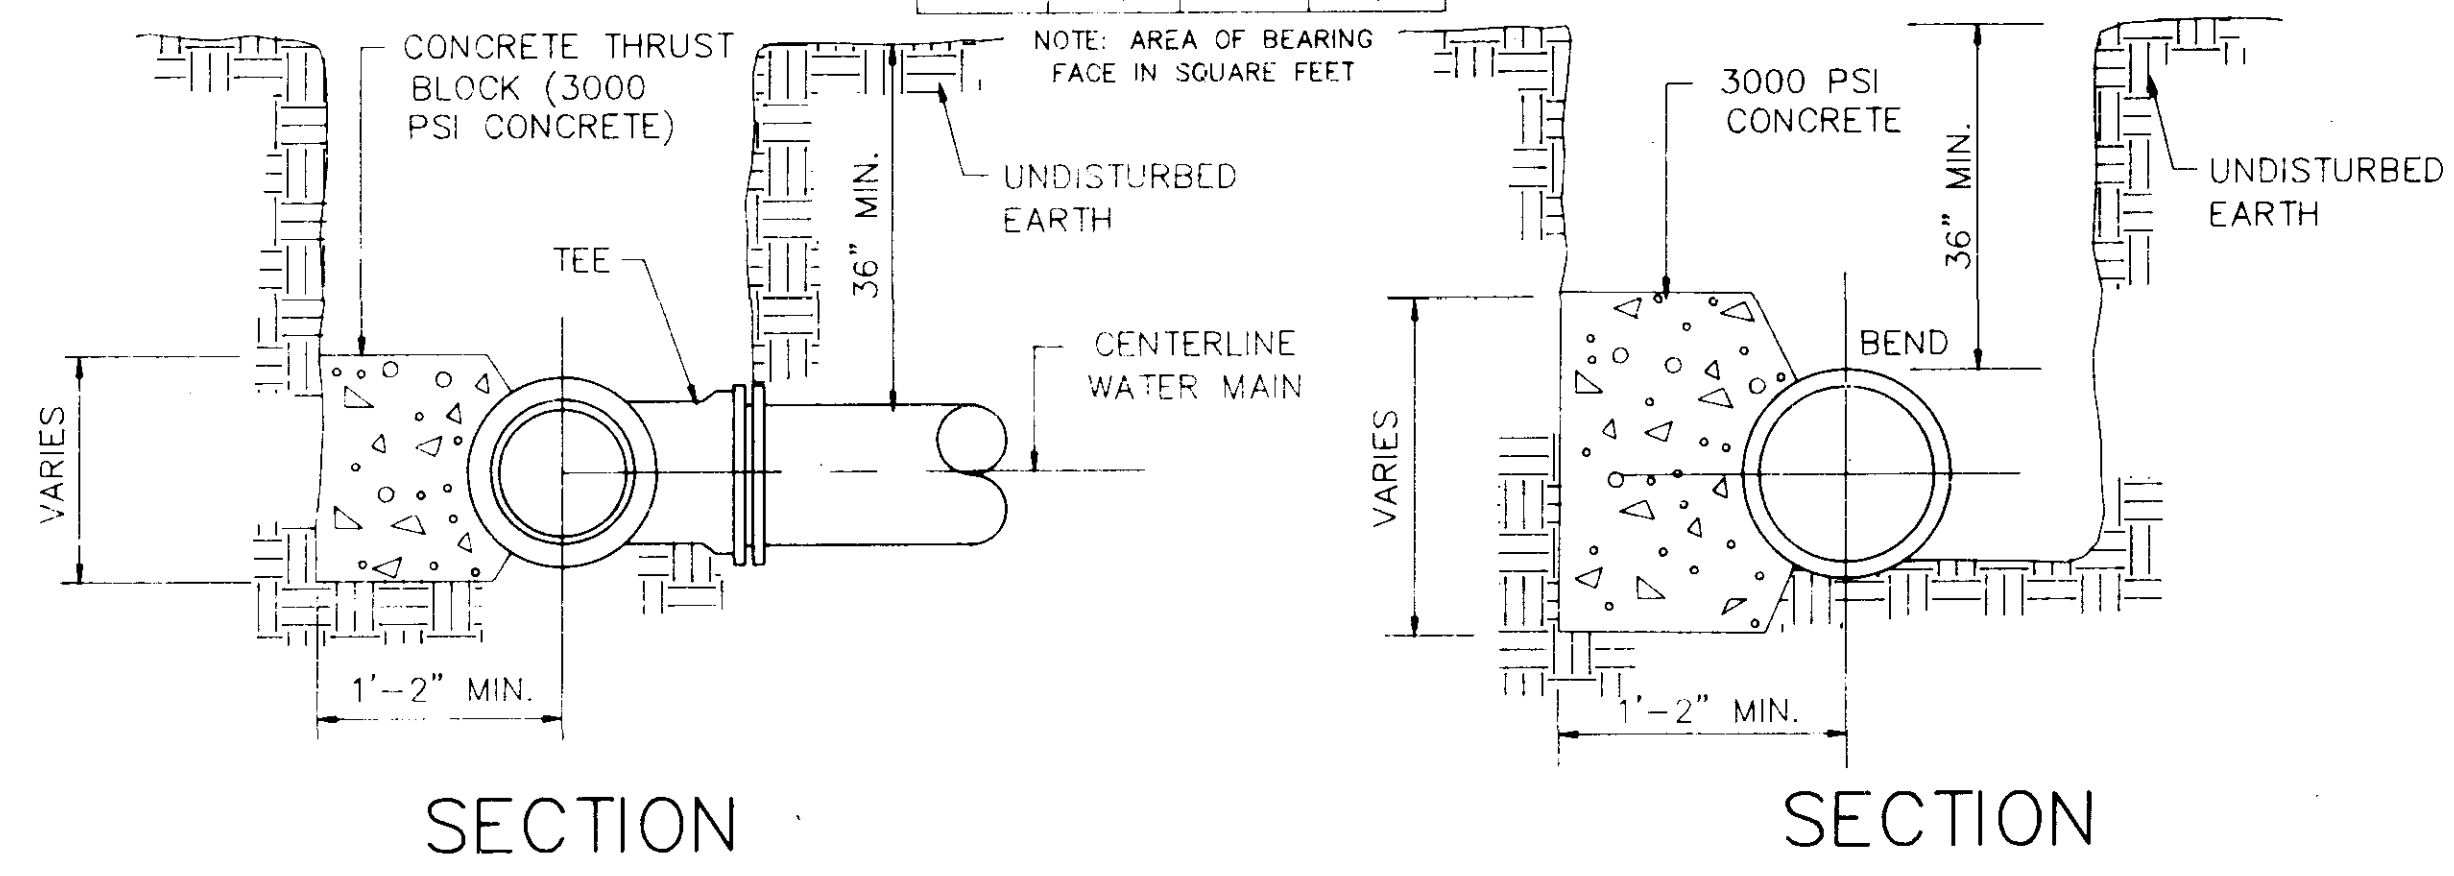 CONCRETE THRUST
BLOCK (3000
PSI CONCRETE)
NOTE: AREA OF BEARING
FACE IN SQUARE FEET
36" MIN.
UNDISTURBED
EARTH
TEE
CENTERLINE
WATER MAIN
VARIES
1'-2" MIN.
SECTION
3000 PSI
CONCRETE
36" MIN.
UNDISTURBED
EARTH
BEND
VARIES
1'-2" MIN.
SECTION